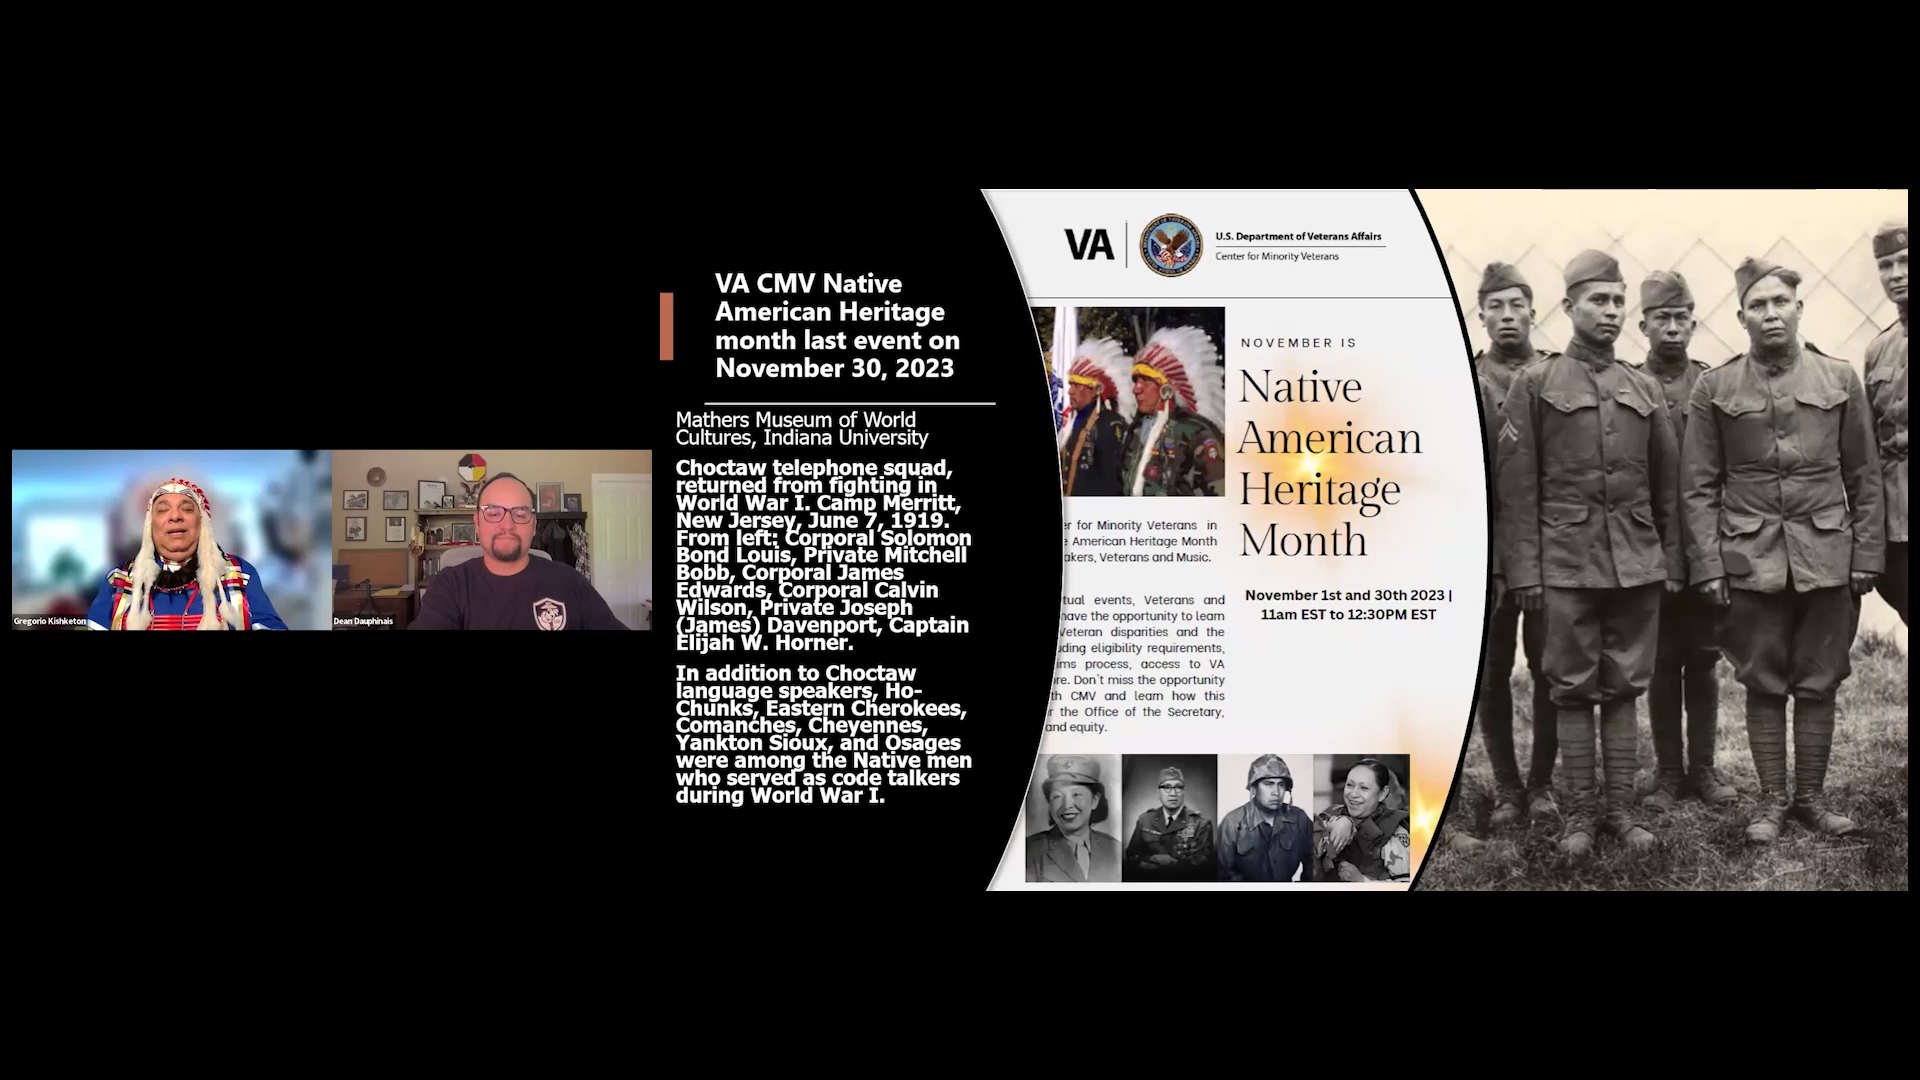 Gregorio Kishketon
Dean Dauphinais
VA CMV Native
American Heritage
month last event on
November 30, 2023
Mathers Museum of World
Cultures, Indiana University
Choctaw telephone squad,
returned from fighting in
World War I. Camp Merritt,
New Jersey, June 7, 1919.
From left: Corporal Solomon
Bond Louis, Private Mitchell
Bobb, Corporal James
Edwards, Corporal Calvin
Wilson, Private Joseph
(James) Davenport, Captain
Elijah W. Horner.
In addition to Choctaw
language speakers, Ho-
Chunks, Eastern Cherokees,
Comanches, Cheyennes,
Yankton Sioux, and Osages
were among the Native men
who served as code talkers
during World War I.
VA
U.S. Department of Veterans Affairs
Center for Minority Veterans
NOVEMBER IS
Native
American
Heritage
Month
November 1st and 30th 2023 |
11am EST to 12:30PM EST
for Minority Veterans in
American Heritage Month
Veterans and Music.
events, Veterans and
have the opportunity to learn
Veteran disparities and the
eligibility requirements,
process, access to VA
Don't miss the opportunity
CMV and learn how this
the Office of the Secretary,
and equity.